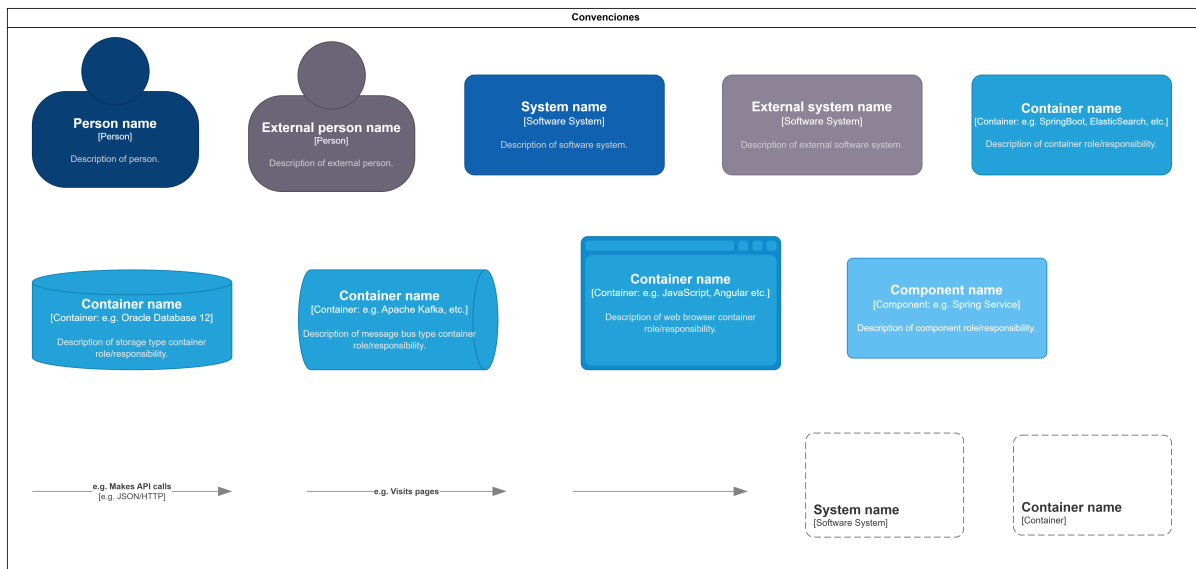 Convenciones
Person name
[Person]
Description of person.
External person name
[Person]
Description of external person.
System name
[Software System]
Description of software system.
External system name
[Software System]
Description of external software system.
Container name
[Container: e.g. SpringBoot, ElasticSearch, etc.]
Description of container role/responsibility.
Container name
[Container: e.g. Oracle Database 12]
Description of storage type container
role/responsibility.
Container name
[Container: e.g. Apache Kafka, etc.]
Description of message bus type container
role/responsibility.
Container name
[Container: e.g. JavaScript, Angular etc.]
Description of web browser container
role/responsibility.
Component name
[Component: e.g. Spring Service]
Description of component role/responsibility.
e.g. Makes API calls
[e.g. JSON/HTTP]
e.g. Visits pages
System name
[Software System]
Container name
[Container]